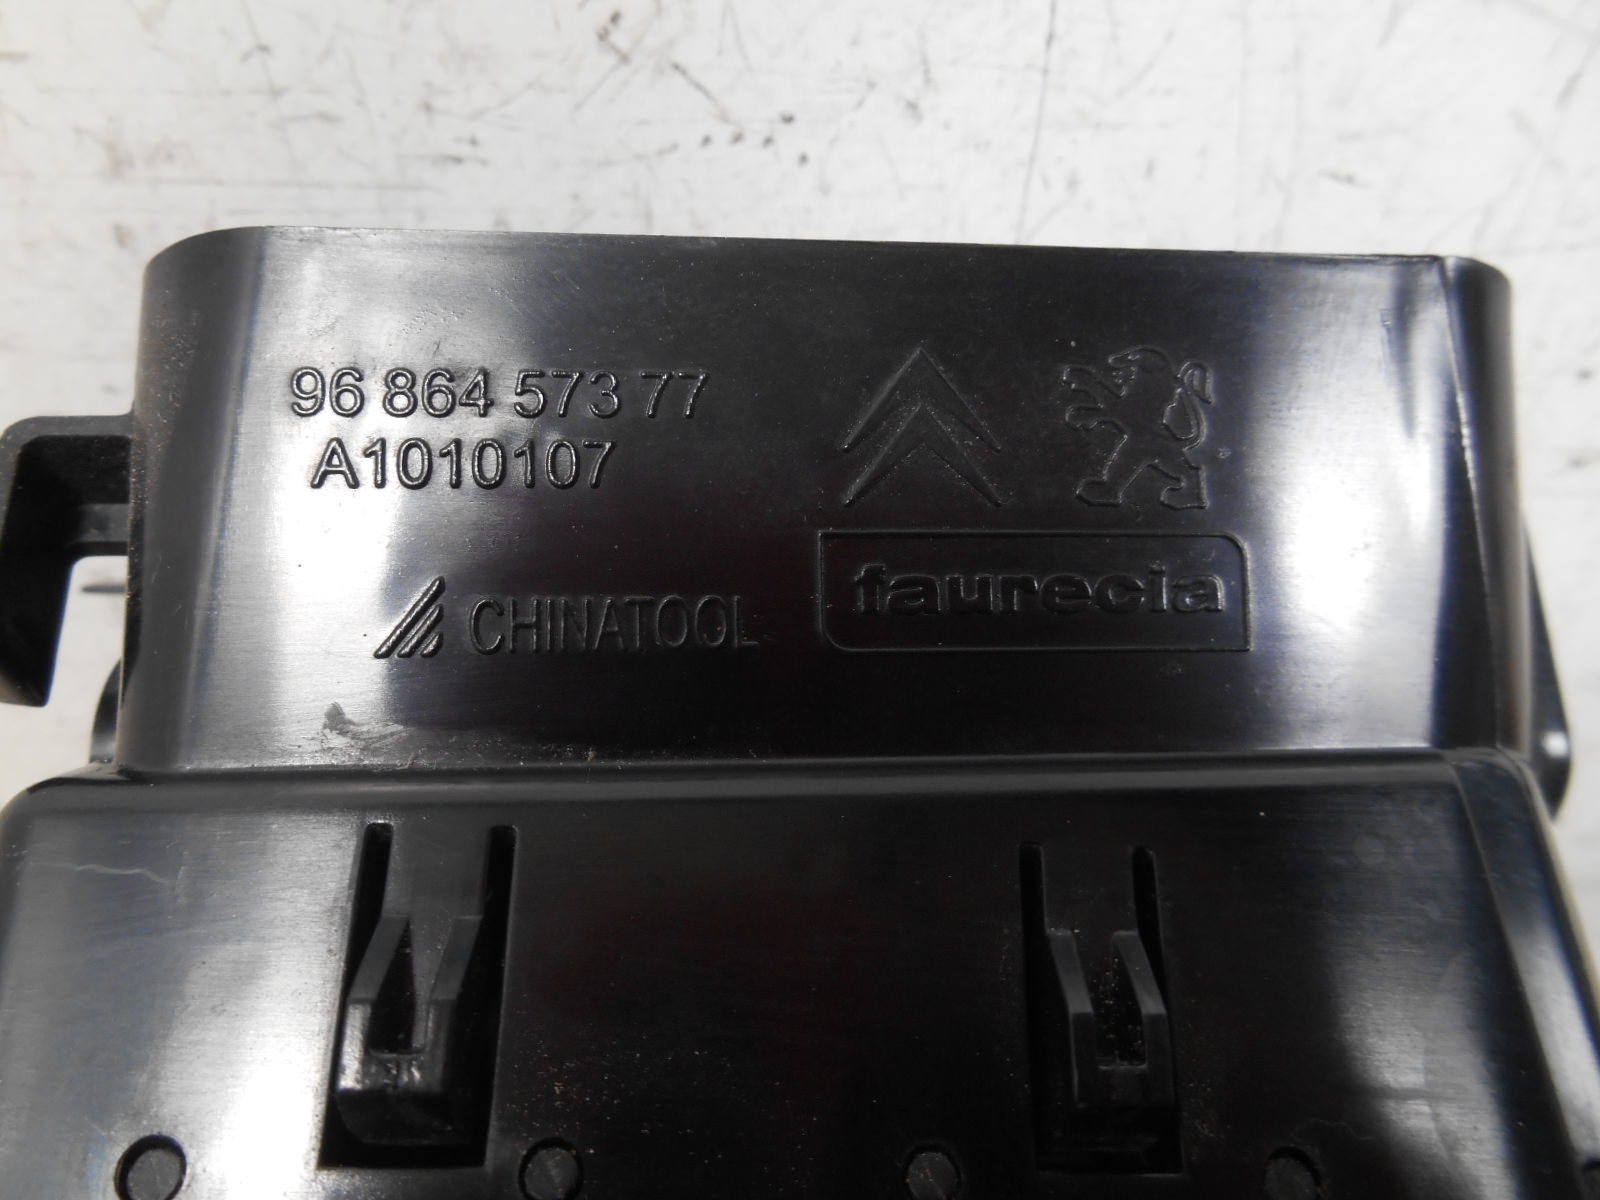 96 864 573 77
A1010107
CHINATOOL
faurecia